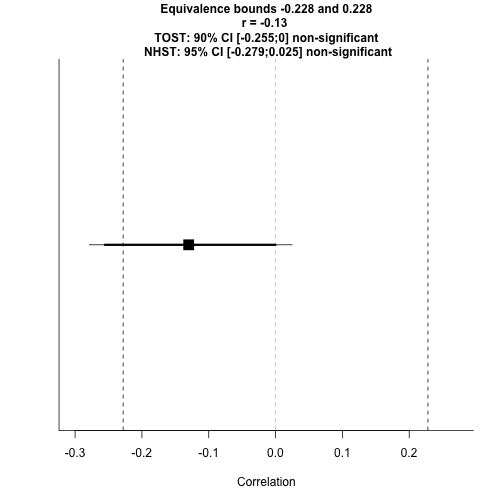 Equivalence bounds -0.228 and 0.228
r = -0.13
TOST: 90% CI [-0.255;0] non-significant
NHST: 95% CI [-0.279;0.025] non-significant
-0.3 -0.2 -0.1 0.0 0.1 0.2
Correlation